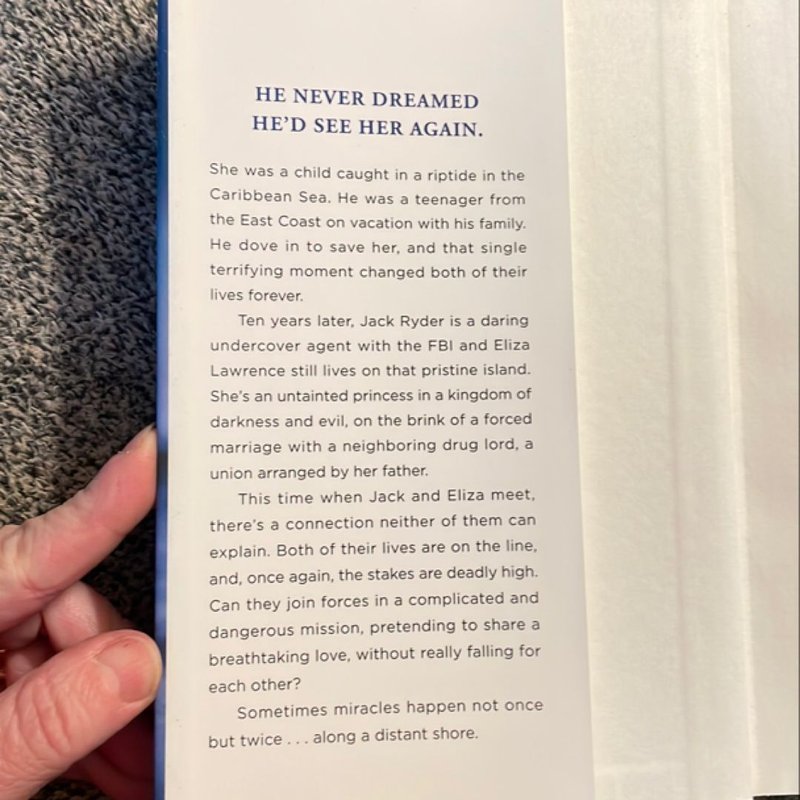 HE NEVER DREAMED
HE'D SEE HER AGAIN.
She was a child caught in a riptide in the
Caribbean Sea. He was a teenager from
the East Coast on vacation with his family.
He dove in to save her, and that single
terrifying moment changed both of their
lives forever.
Ten years later, Jack Ryder is a daring
undercover agent with the FBI and Eliza
Lawrence still lives on that pristine island.
She's an untainted princess in a kingdom of
darkness and evil, on the brink of a forced
marriage with a neighboring drug lord, a
union arranged by her father.
This time when Jack and Eliza meet,
there's a connection neither of them can
explain. Both of their lives are on the line,
and, once again, the stakes are deadly high.
Can they join forces in a complicated and
dangerous mission, pretending to share a
breathtaking love, without really falling for
each other?
Sometimes miracles happen not once
but twice . . . along a distant shore.